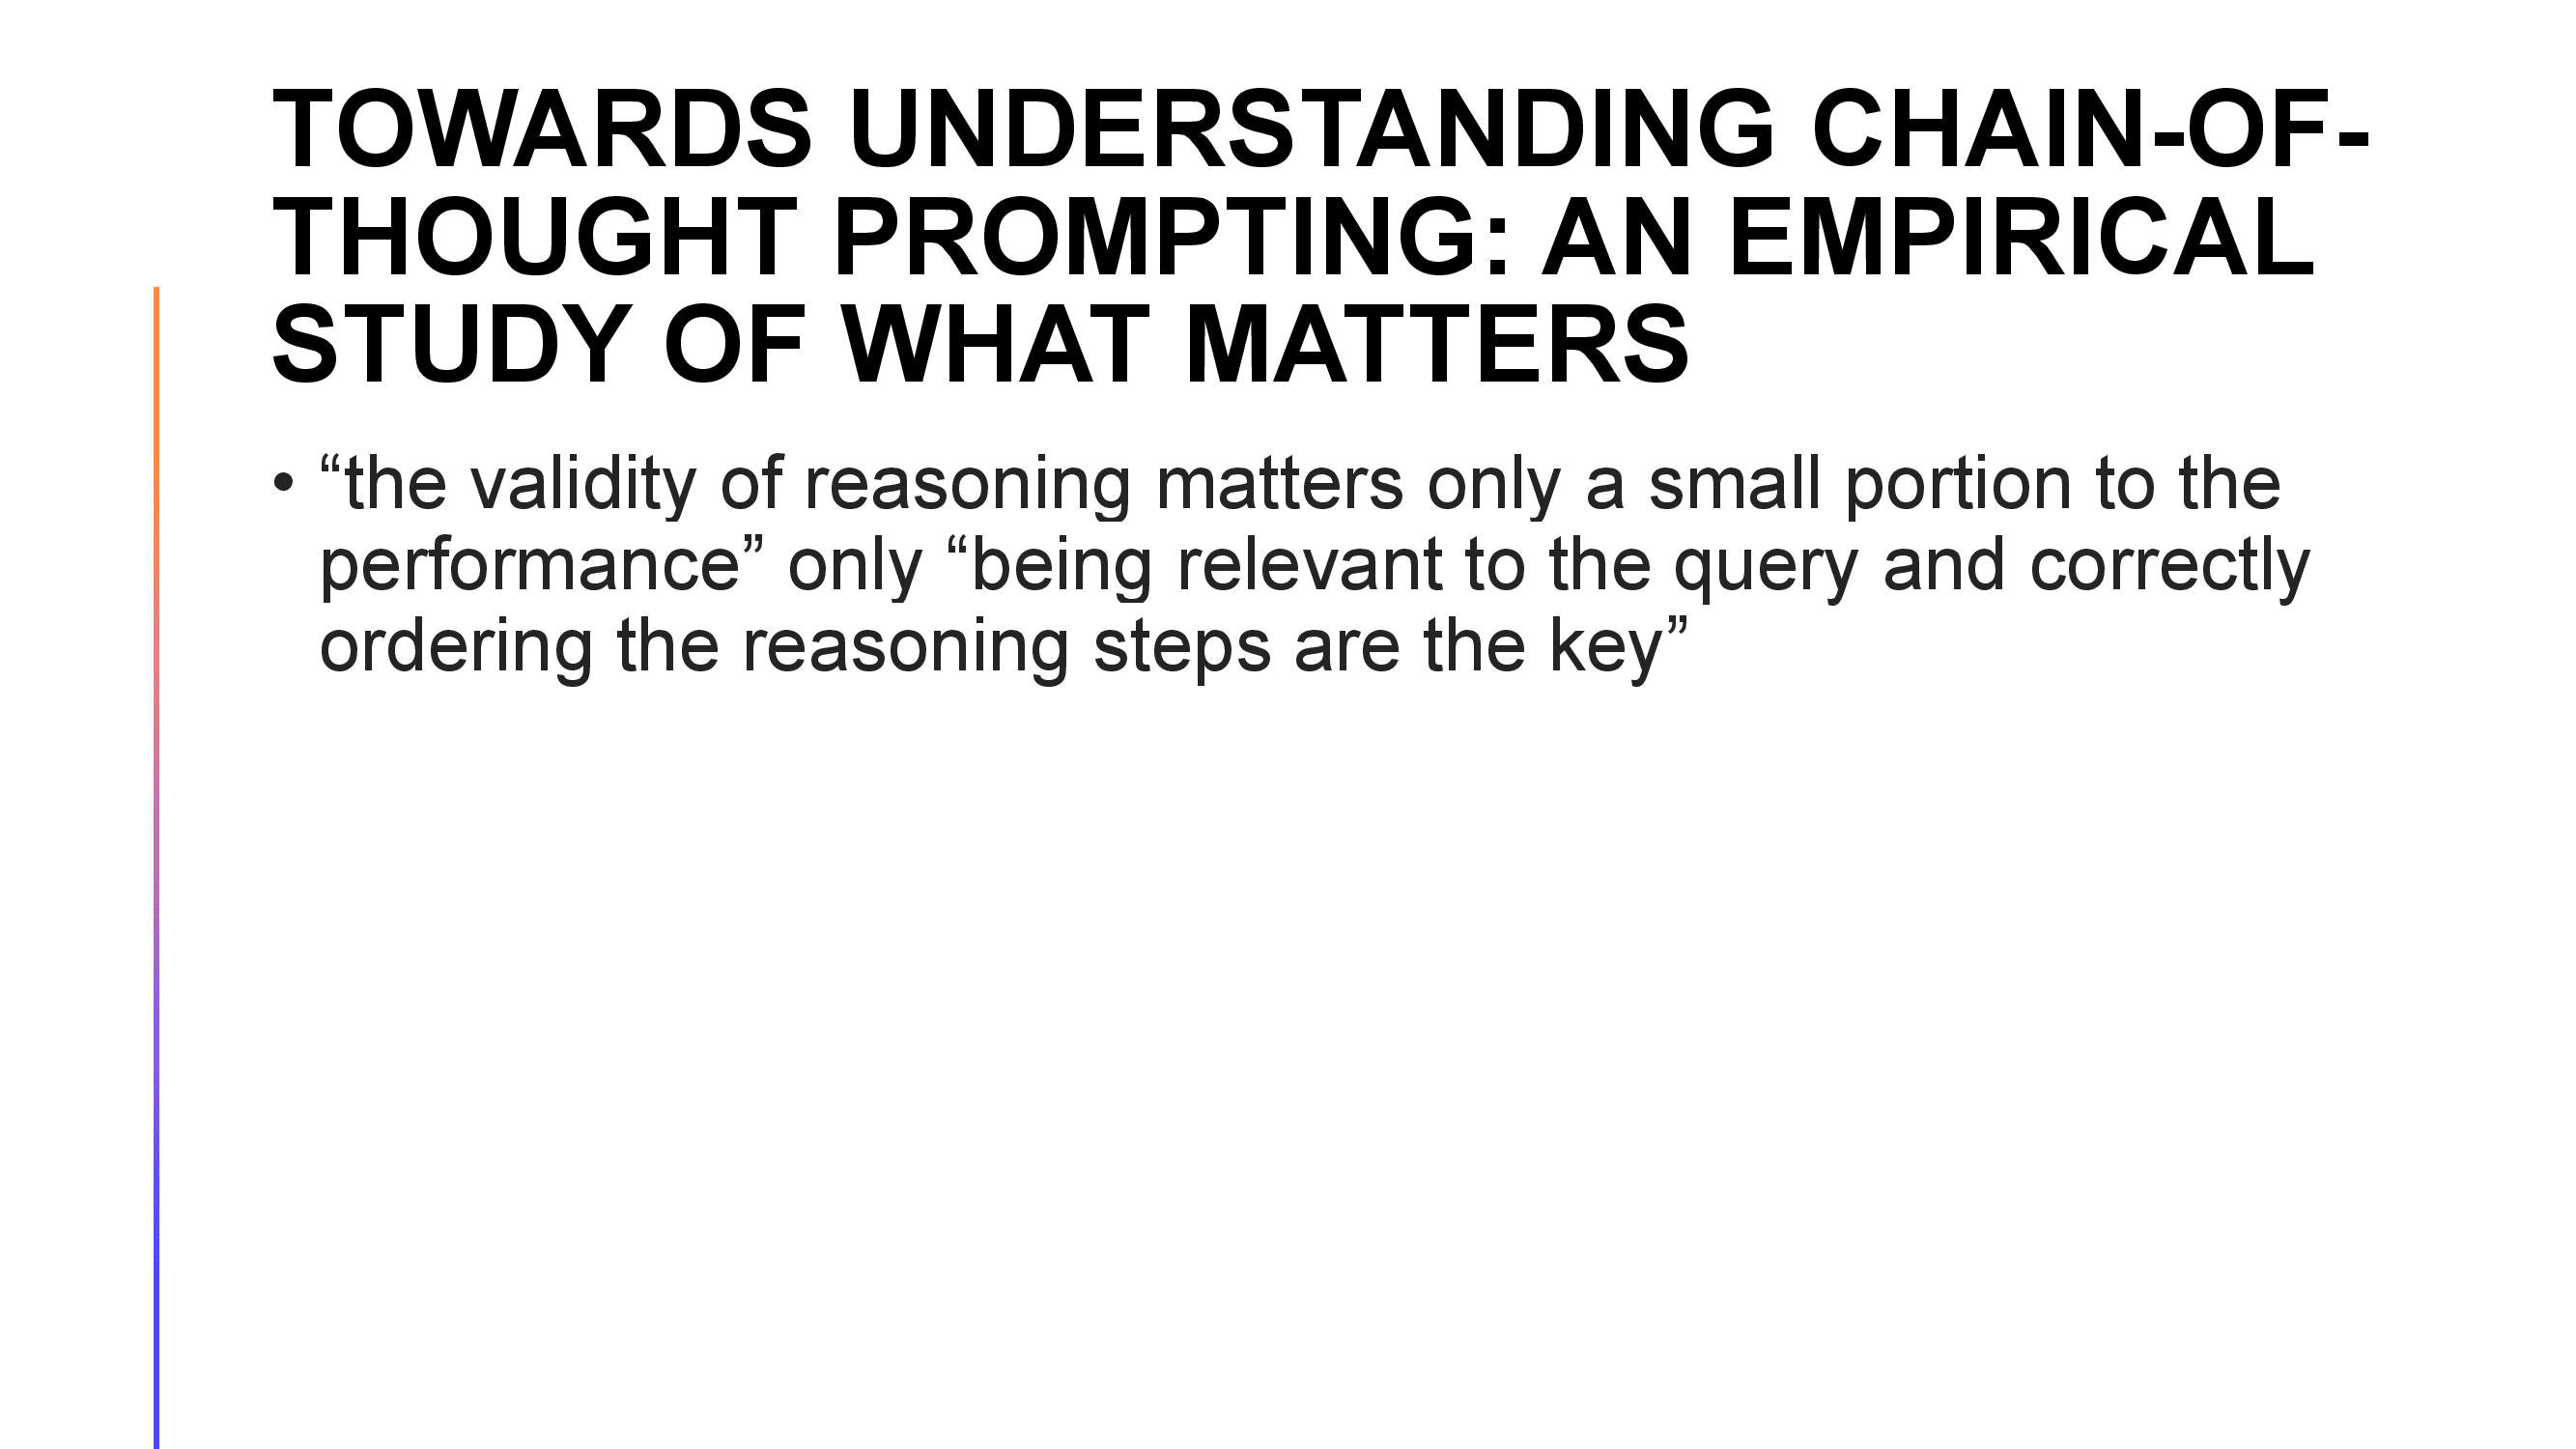 TOWARDS UNDERSTANDING CHAIN-OF-
THOUGHT PROMPTING: AN EMPIRICAL
STUDY OF WHAT MATTERS
• “the validity of reasoning matters only a small portion to the
performance” only “being relevant to the query and correctly
ordering the reasoning steps are the key”